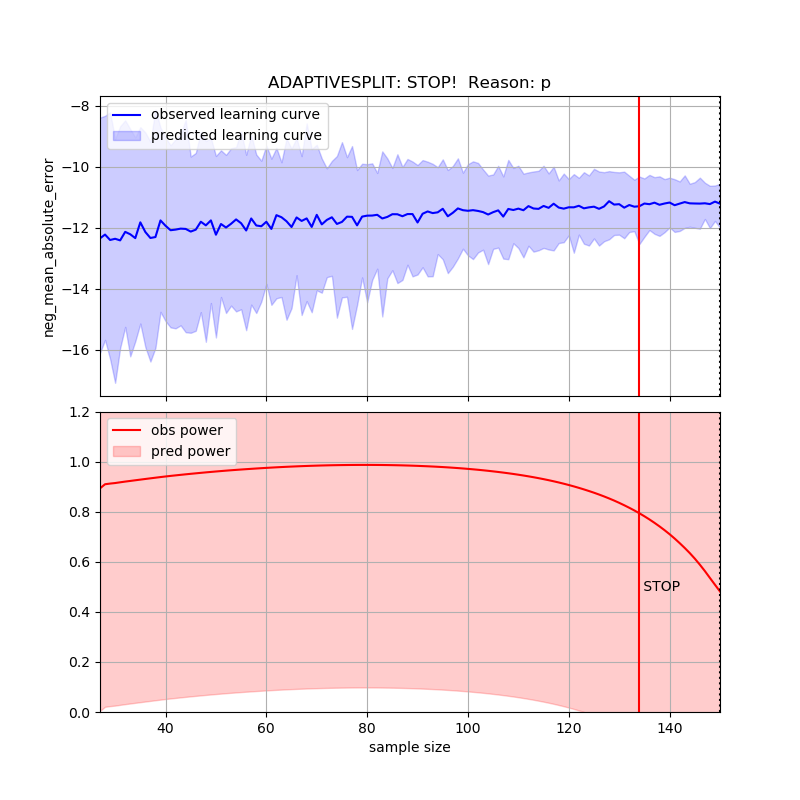 ADAPTIVESPLIT: STOP!  Reason: p
observed learning curve
predicted learning curve
neg_mean_absolute_error
−8
−10
−12
−14
−16
obs power
pred power
1.2
1.0
0.8
0.6
0.4
0.2
0.0
STOP
40 60 80 100 120 140
sample size